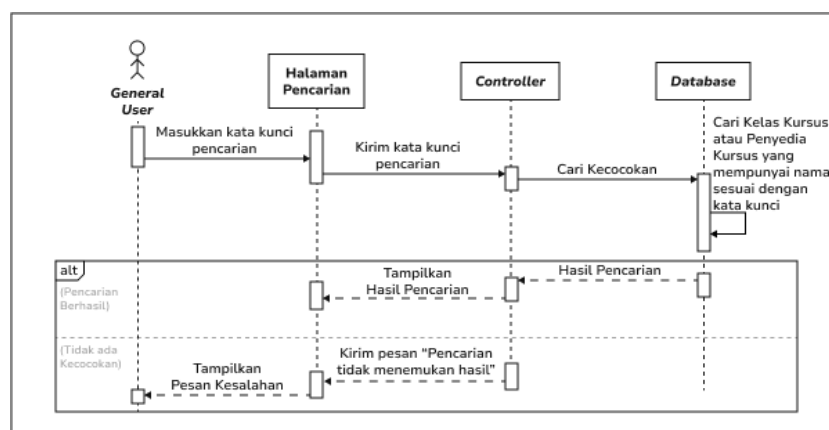 General
User
Halaman
Pencarian
Controller
Database
Masukkan kata kunci
pencarian
Kirim kata kunci
pencarian
Cari Kecocokan
Cari Kelas Kursus
atau Penyedia
Kursus yang
mempunyai nama
sesuai dengan
kata kunci
alt
(Pencarian
Berhasil)
Tampilkan
Hasil Pencarian
Hasil Pencarian
(Tidak ada
Kecocokan)
Tampilkan
Pesan Kesalahan
Kirim pesan “Pencarian
tidak menemukan hasil”